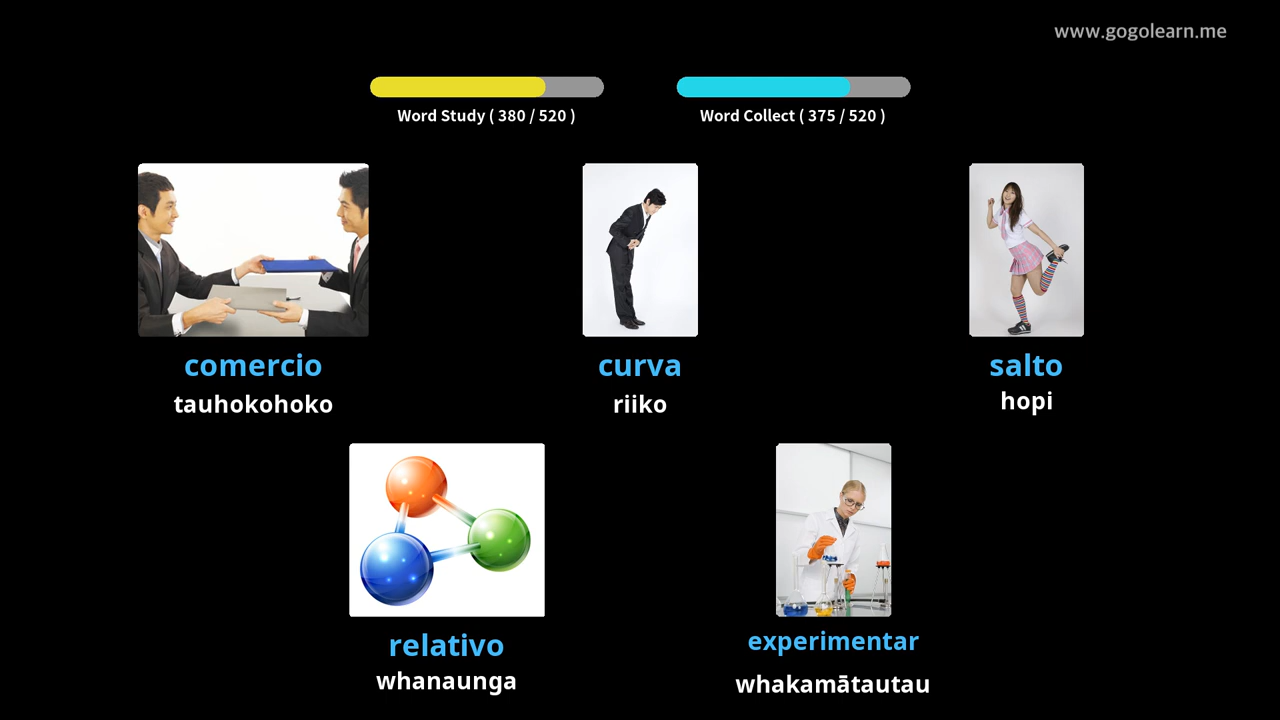 www.gogolearn.me
Word Study ( 380 / 520 )
Word Collect ( 375 / 520 )
comercio
tauhokohoko
curva
riiko
salto
hopi
relativo
whanaunga
experimentar
whakamātautau